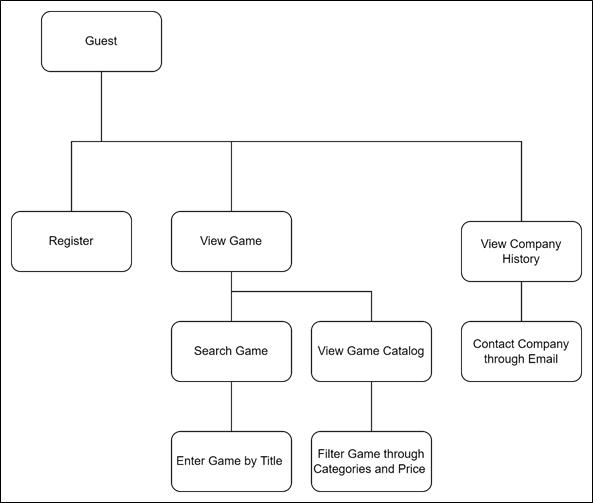 Guest
Register
View Game
View Company
History
Search Game
View Game Catalog
Contact Company
through Email
Enter Game by Title
Filter Game through
Categories and Price